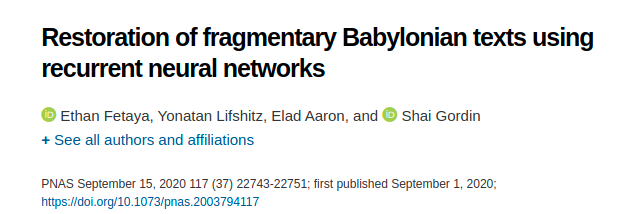 Restoration of fragmentary Babylonian texts using
recurrent neural networks
iD Ethan Fetaya, Yonatan Lifshitz, Elad Aaron, and iD Shai Gordin
+ See all authors and affiliations
PNAS September 15, 2020 117 (37) 22743-22751; first published September 1, 2020;
https://doi.org/10.1073/pnas.2003794117